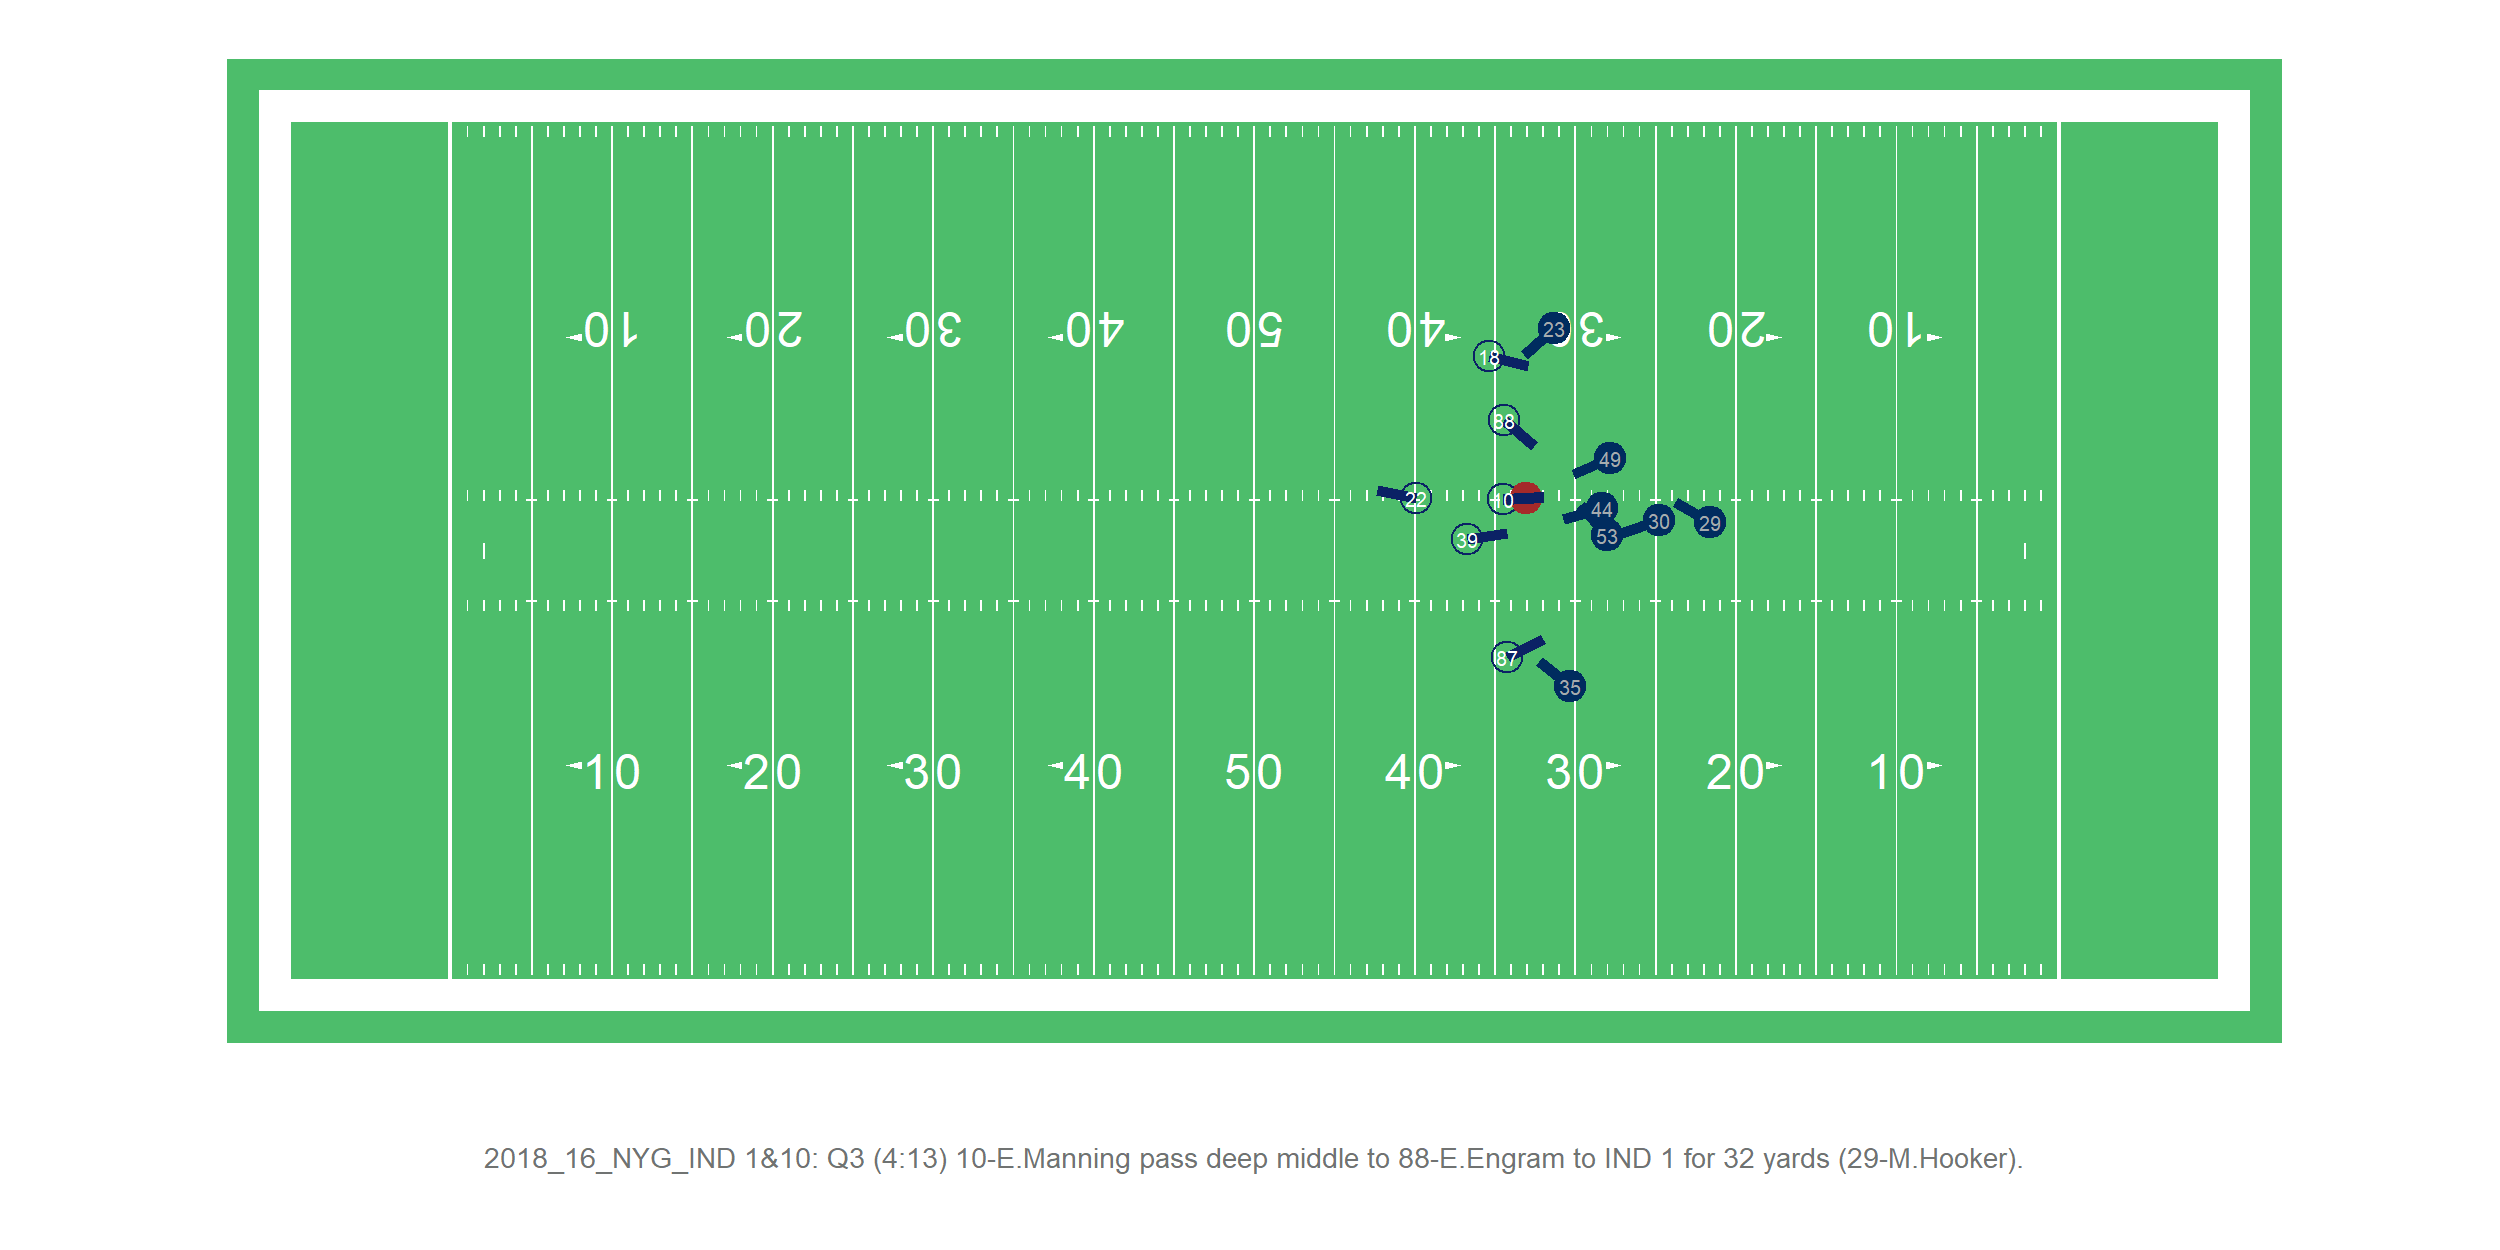 10 20 30 40 50 40 30 20 10
23
18
88
49
22 10 44 30 29
39 53
87
35
10 20 30 40 50 40 30 20 10
2018_16_NYG_IND 1&10: Q3 (4:13) 10-E.Manning pass deep middle to 88-E.Engram to IND 1 for 32 yards (29-M.Hooker).